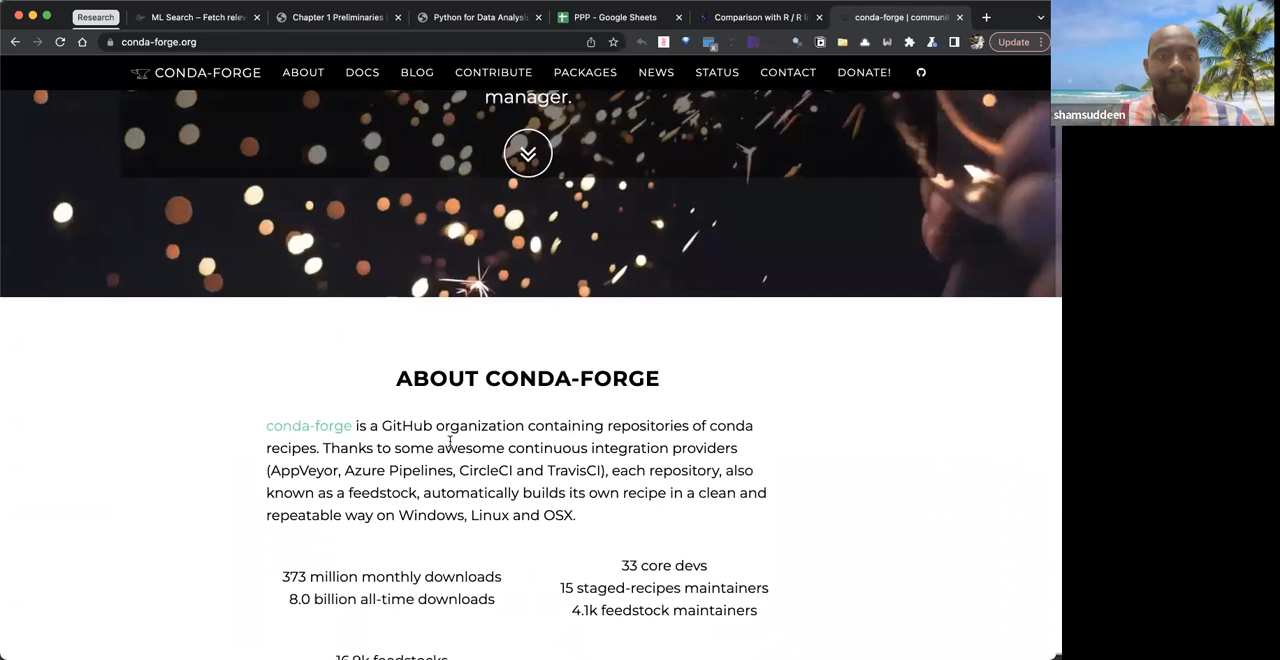 Research
ML Search – Fetch rele
Chapter 1 Preliminaries
Python for Data Analysis
PPP - Google Sheets
Comparison with R / R li
conda-forge | communit
conda-forge.org
Update
CONDA-FORGE
ABOUT
DOCS
BLOG
CONTRIBUTE
PACKAGES
NEWS
STATUS
CONTACT
DONATE!
shamsuddeen
manager.
ABOUT CONDA-FORGE
conda-forge is a GitHub organization containing repositories of conda
recipes. Thanks to some awesome continuous integration providers
(AppVeyor, Azure Pipelines, CircleCI and TravisCI), each repository, also
known as a feedstock, automatically builds its own recipe in a clean and
repeatable way on Windows, Linux and OSX.
373 million monthly downloads
8.0 billion all-time downloads
33 core devs
15 staged-recipes maintainers
4.1k feedstock maintainers
16.9k feedstocks